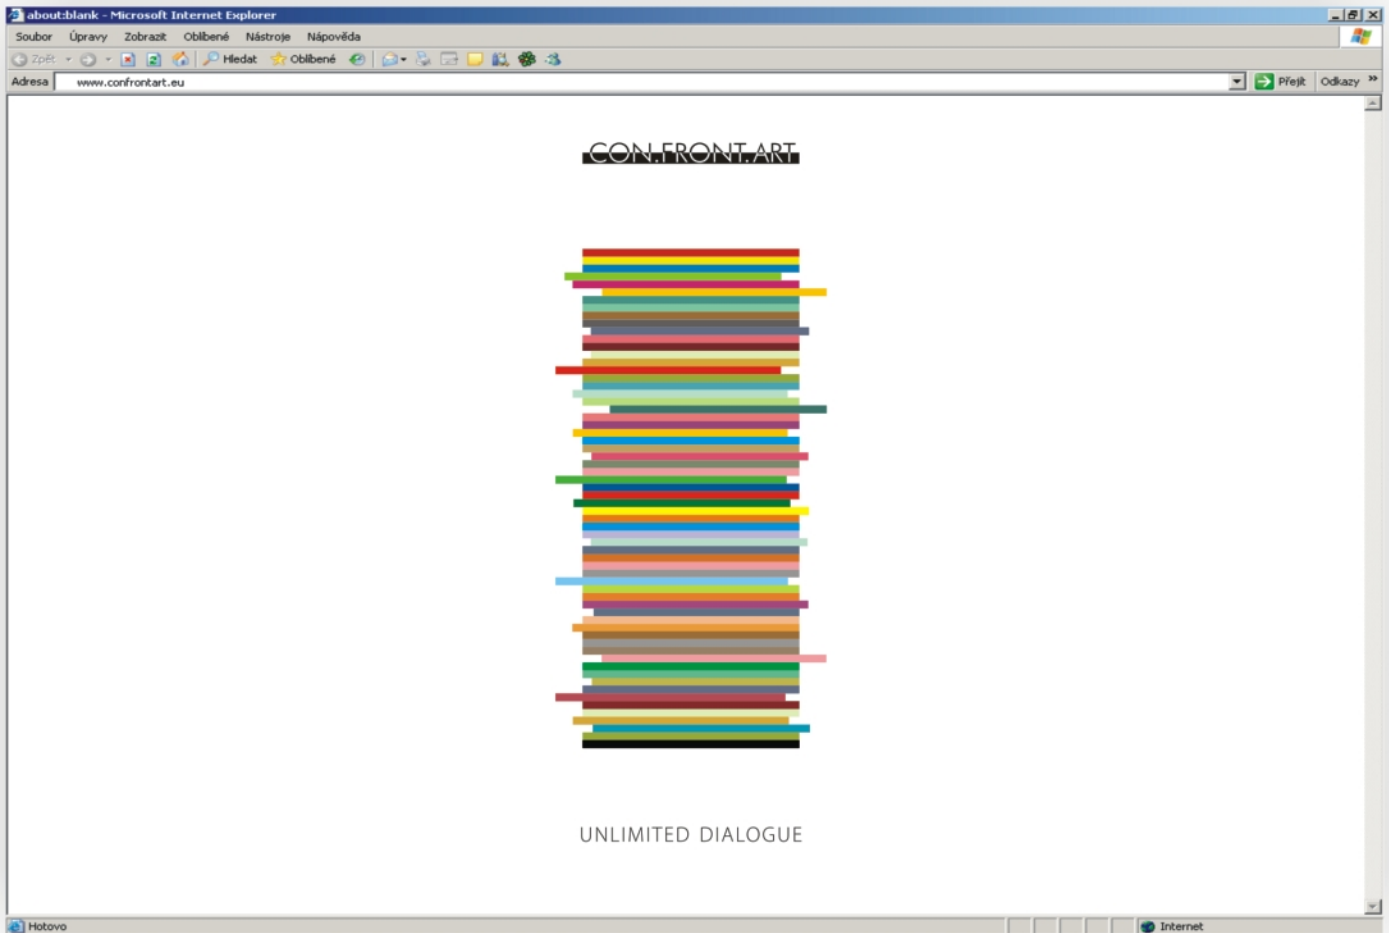 about:blank - Microsoft Internet Explorer
Soubor Úpravy Zobrazit Oblíbené Nástroje Nápověda
Zpět Hledat Oblíbené
Adresa www.confrontart.eu Přejít Odkazy »
CON.FRONT.ART
UNLIMITED DIALOGUE
Hotovo Internet